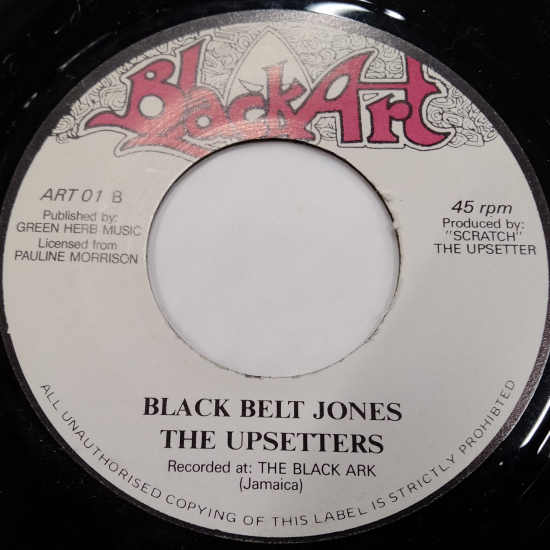 Black Art
ART 01 B
Published by:
GREEN HERB MUSIC
Licensed from
PAULINE MORRISON
45 rpm
Produced by:
"SCRATCH"
THE UPSETTER
BLACK BELT JONES
THE UPSETTERS
Recorded at: THE BLACK ARK
(Jamaica)
ALL UNAUTHORISED COPYING OF THIS LABEL IS STRICTLY PROHIBITED